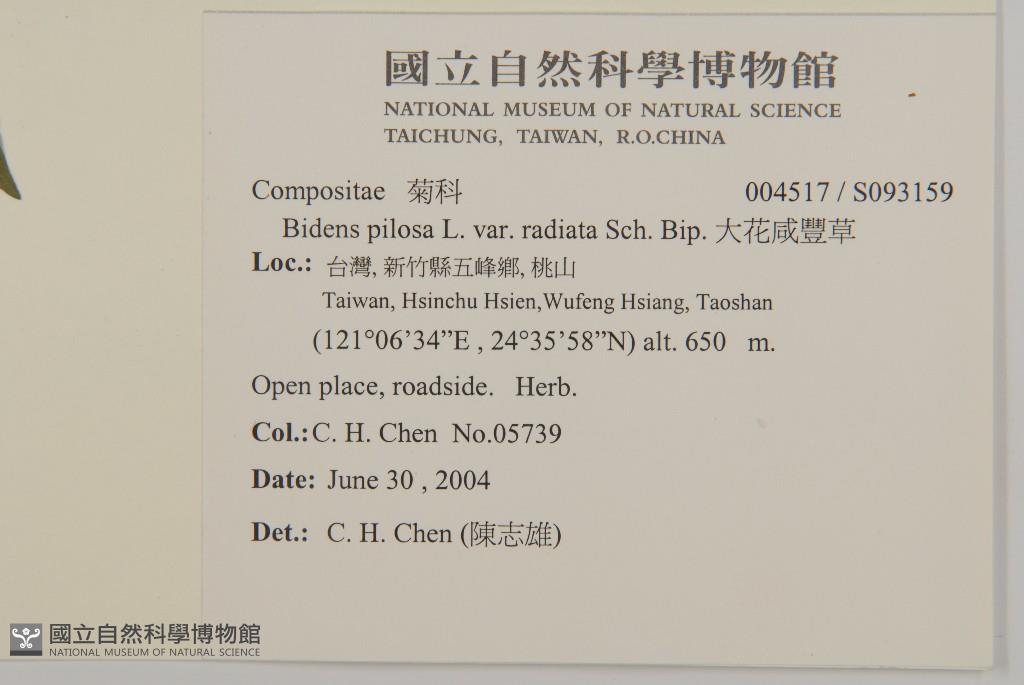 國立自然科學博物館
NATIONAL MUSEUM OF NATURAL SCIENCE
TAICHUNG, TAIWAN, R.O.CHINA
Compositae 菊科 004517 / S093159
Bidens pilosa L. var. radiata Sch. Bip. 大花咸豐草
Loc.: 台灣, 新竹縣五峰鄉, 桃山
Taiwan, Hsinchu Hsien,Wufeng Hsiang, Taoshan
(121°06’34”E , 24°35’58”N) alt. 650 m.
Open place, roadside. Herb.
Col.: C. H. Chen No.05739
Date: June 30 , 2004
Det.: C. H. Chen (陳志雄)
國立自然科學博物館
NATIONAL MUSEUM OF NATURAL SCIENCE